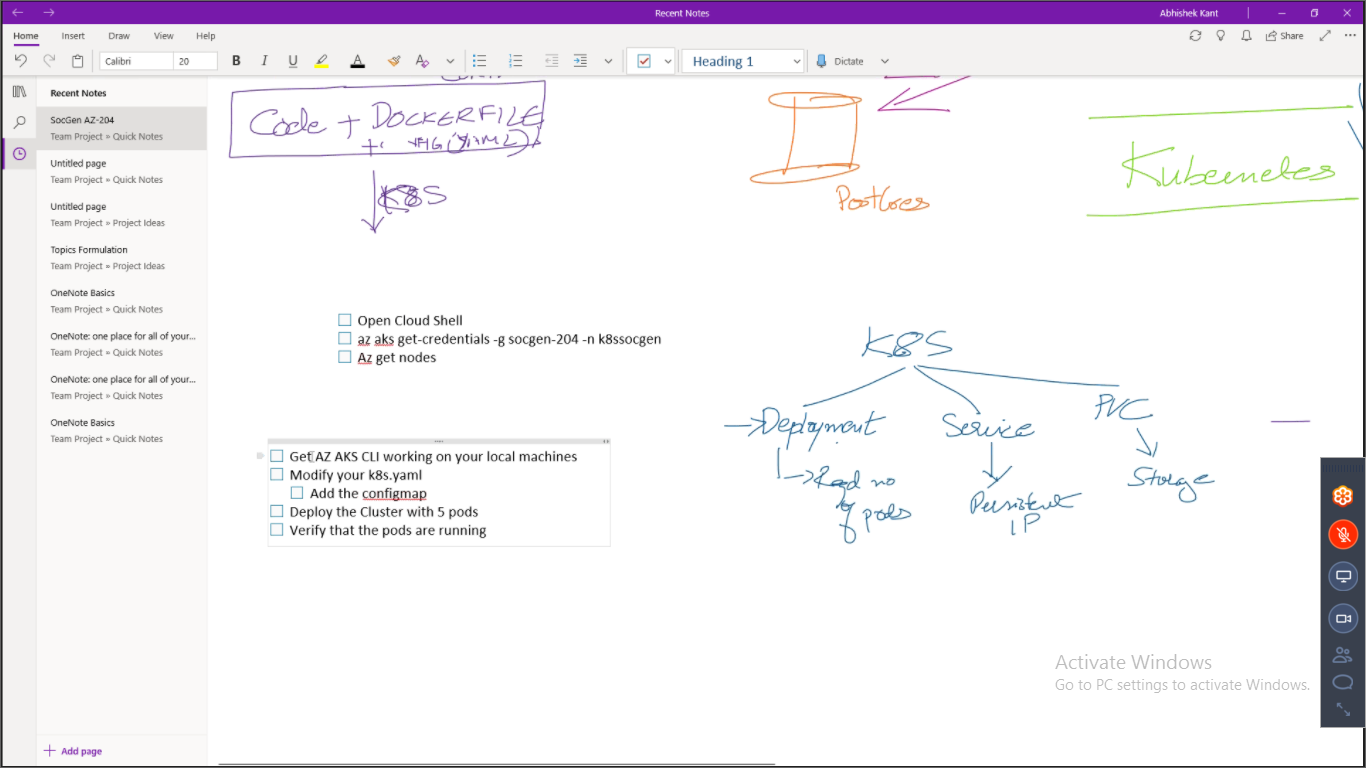 Recent Notes
Abhishek Kant
Home Insert Draw View Help
Share
Calibri 20 B I U A Heading 1 Dictate
Recent Notes
SocGen AZ-204
Team Project » Quick Notes
Untitled page
Team Project » Quick Notes
Untitled page
Team Project » Project Ideas
Topics Formulation
Team Project » Project Ideas
OneNote Basics
Team Project » Quick Notes
OneNote: one place for all of your...
Team Project » Quick Notes
OneNote: one place for all of your...
Team Project » Quick Notes
OneNote Basics
Team Project » Quick Notes
Add page
Code + DOCKERFILE
K8S
Kubernetes
Open Cloud Shell
az aks get-credentials -g socgen-204 -n k8ssocgen
Az get nodes
Get AZ AKS CLI working on your local machines
Modify your k8s.yaml
Add the configmap
Deploy the Cluster with 5 pods
Verify that the pods are running
K8S
Deployment
no
of pods
Service
Persistent
IP
PVC
Storage
Activate Windows
Go to PC settings to activate Windows.